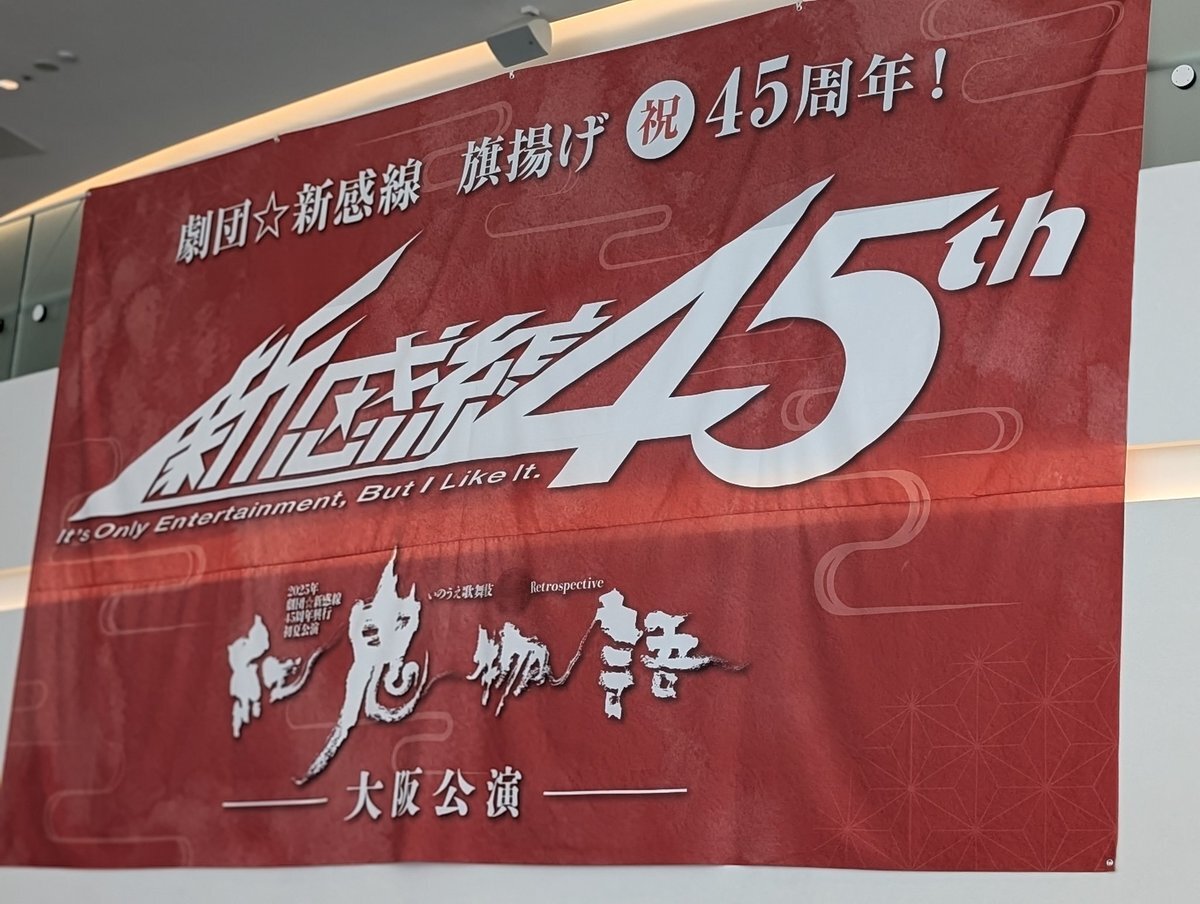 劇団☆新感線 旗揚げ ㊗ 45周年!
新感線45th
It's Only Entertainment, But I Like It.
2025年
劇団☆新感線
45周年興行
初夏公演
いのうえ歌舞伎
Retrospective
紅鬼物語
大阪公演